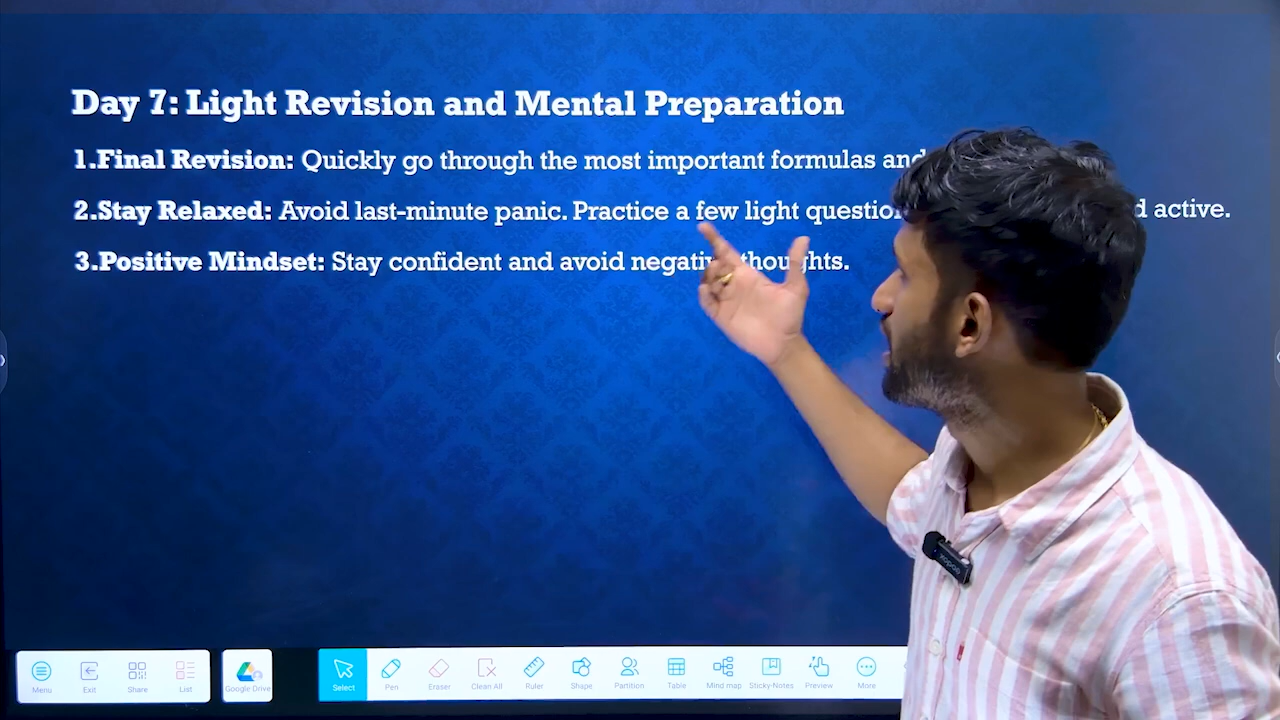 Day 7: Light Revision and Mental Preparation
1.Final Revision: Quickly go through the most important formulas and
2.Stay Relaxed: Avoid last-minute panic. Practice a few light active.
3.Positive Mindset: Stay confident and avoid negative thoughts.
Menu Exit Share List Google Drive Select Pen Eraser Clean All Ruler Shape Partition Table Mind map Sticky-Notes Preview More